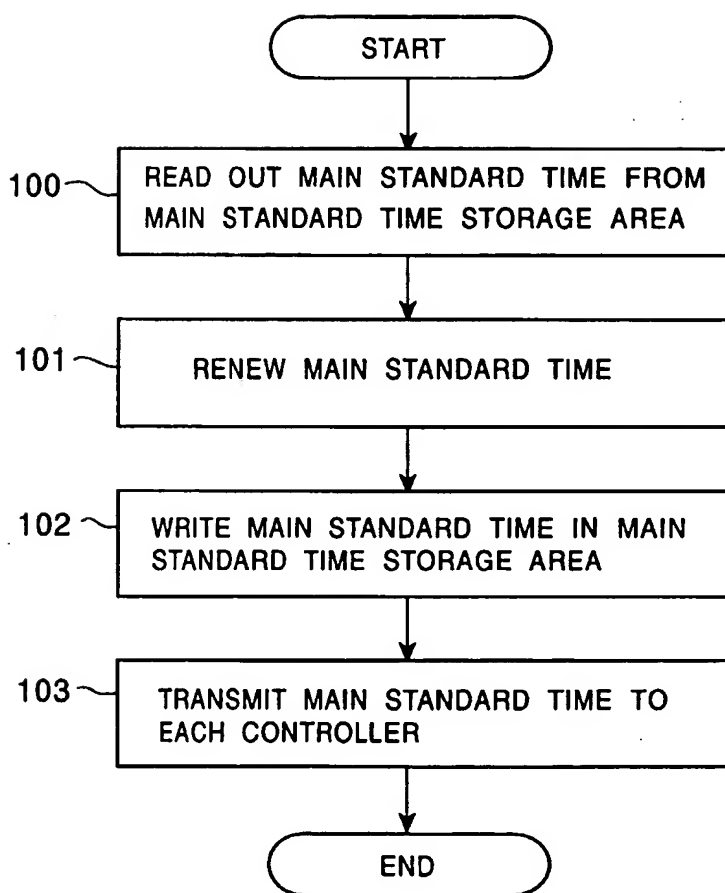 START
100
READ OUT MAIN STANDARD TIME FROM
MAIN STANDARD TIME STORAGE AREA
101
RENEW MAIN STANDARD TIME
102
WRITE MAIN STANDARD TIME IN MAIN
STANDARD TIME STORAGE AREA
103
TRANSMIT MAIN STANDARD TIME TO
EACH CONTROLLER
END